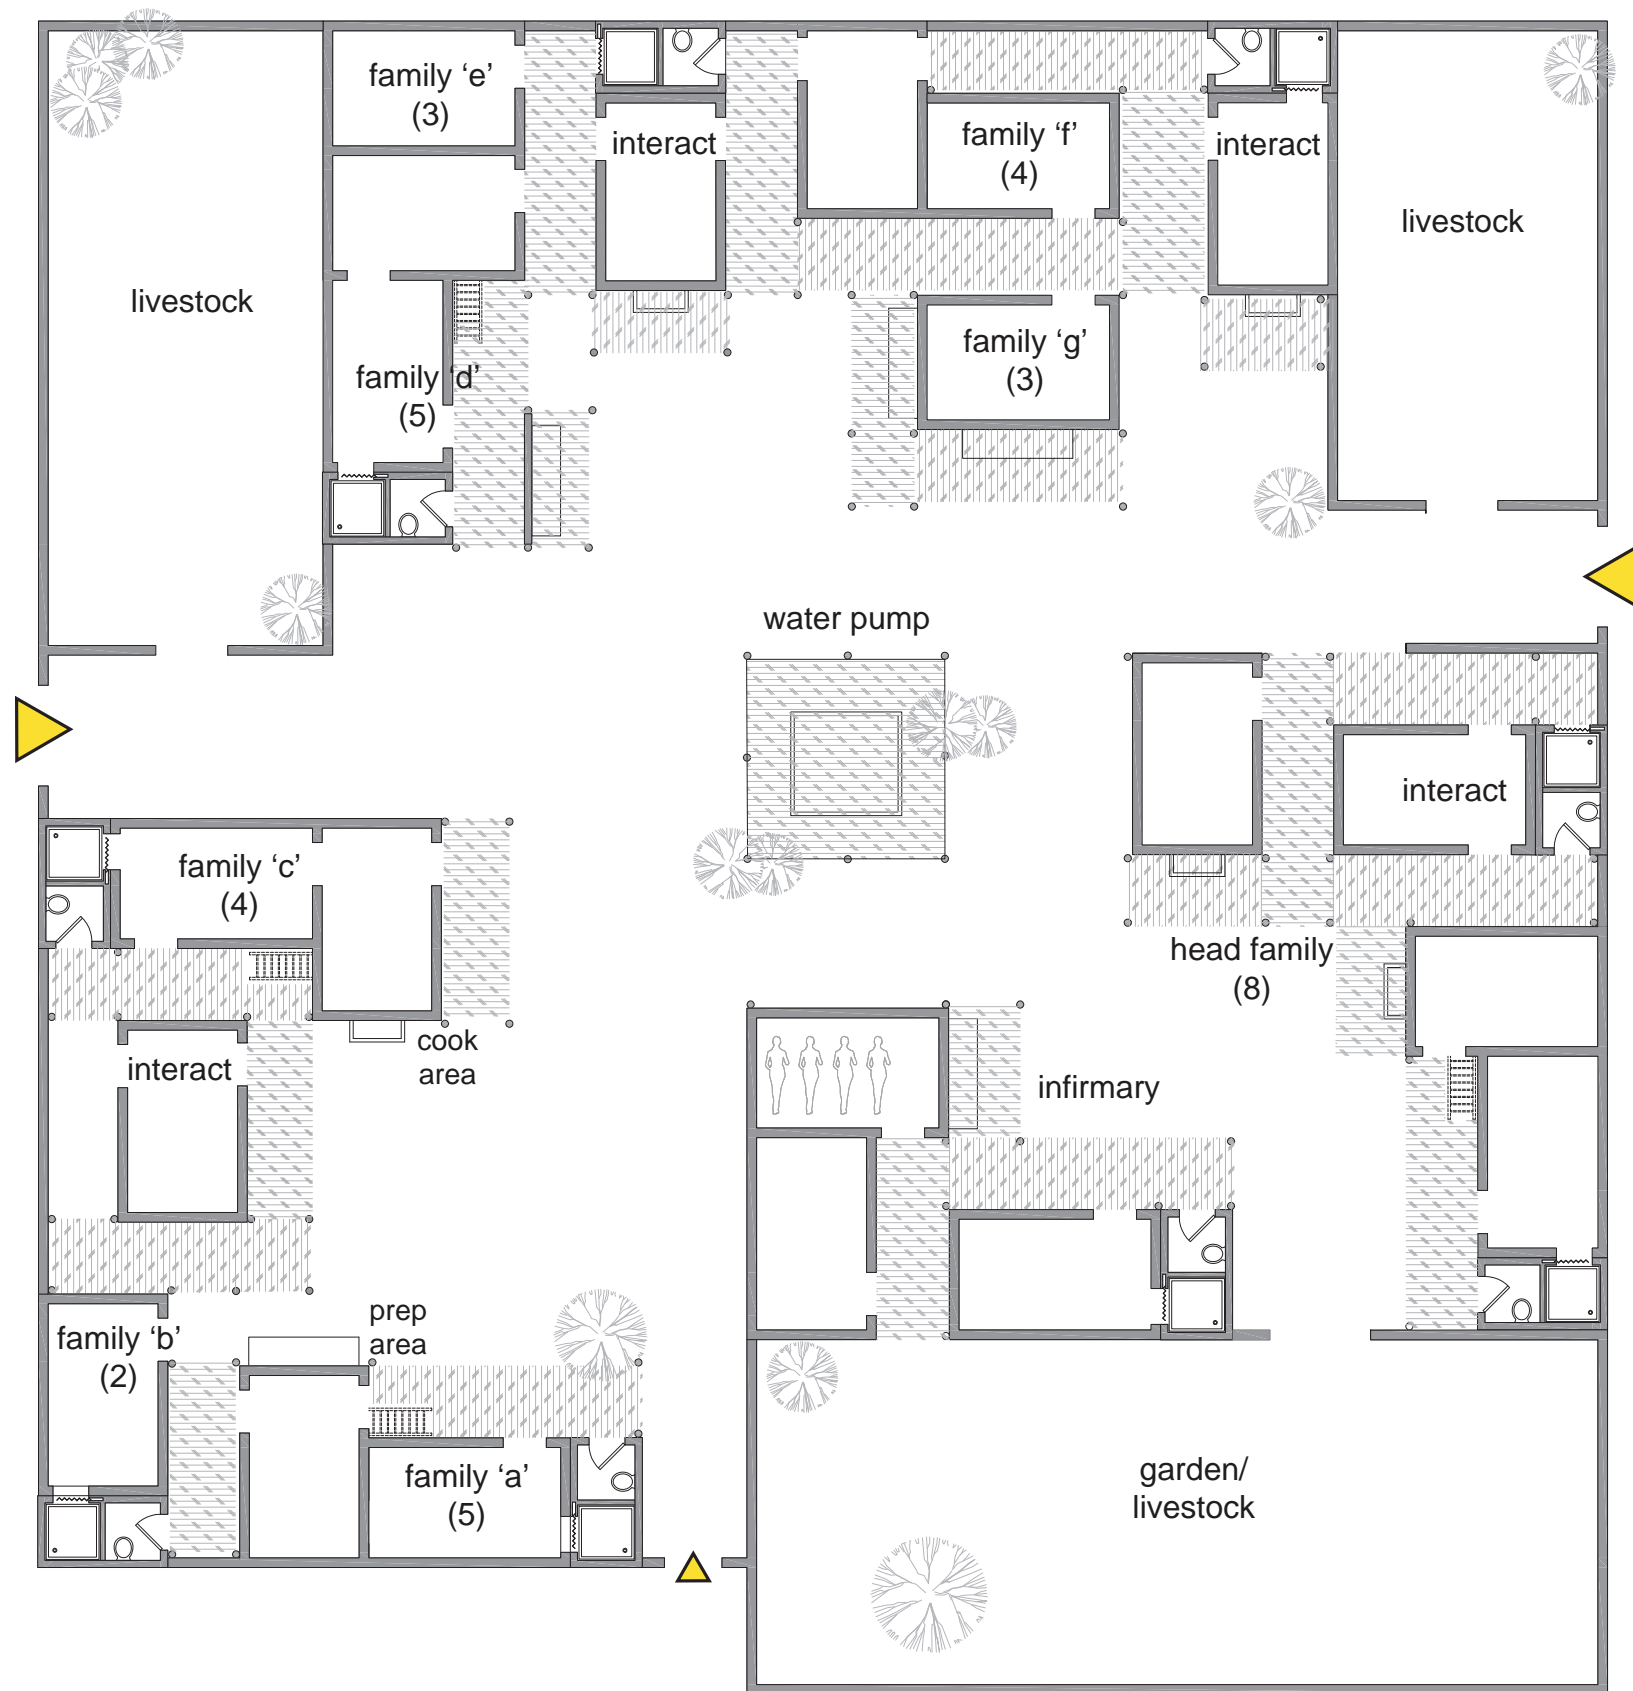 family ‘e’
(3)
interact
family ‘f’
(4)
interact
livestock
livestock
family ‘g’
(3)
family ‘d’
(5)
water pump
interact
family ‘c’
(4)
head family
(8)
cook
area
interact
infirmary
prep
area
family ‘b’
(2)
family ‘a’
(5)
garden/
livestock